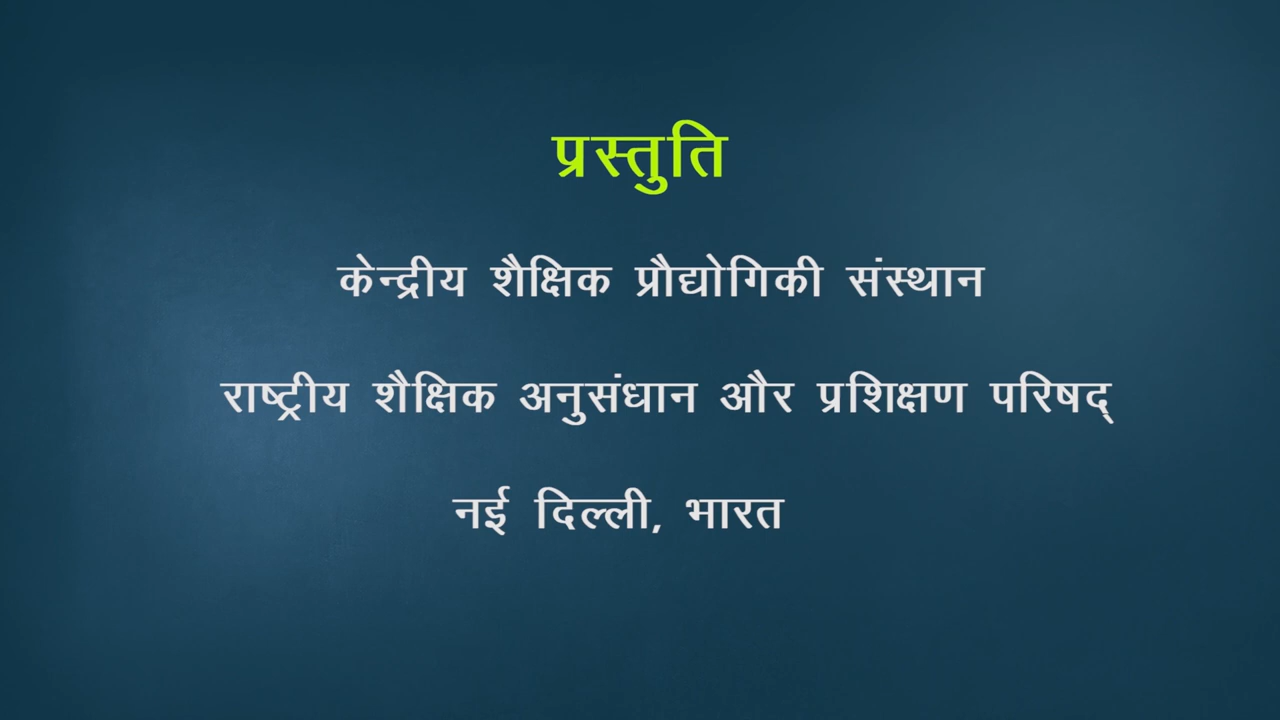 प्रस्तुति
केन्द्रीय शैक्षिक प्रौद्योगिकी संस्थान
राष्ट्रीय शैक्षिक अनुसंधान और प्रशिक्षण परिषद्
नई दिल्ली, भारत